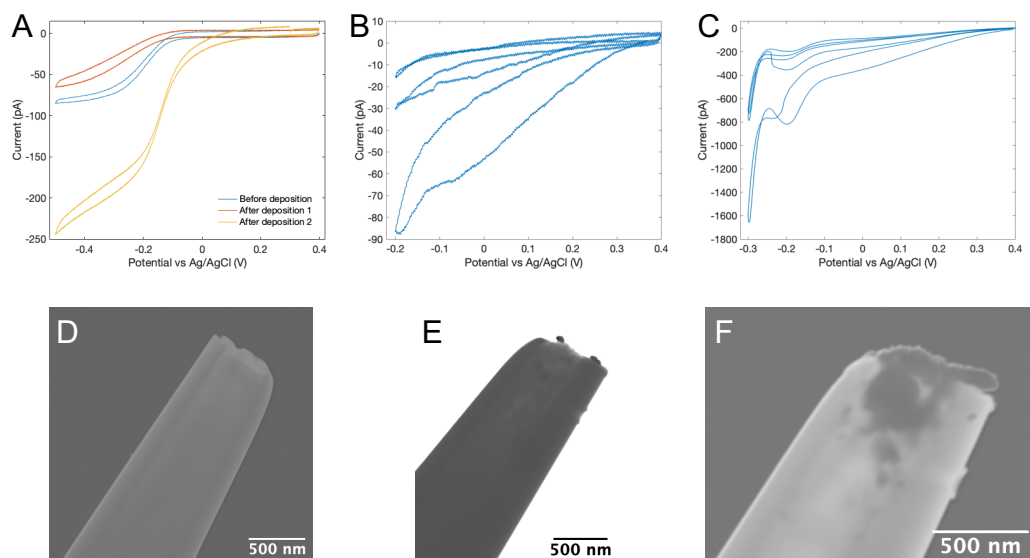 A
0
-50
-100
-150
-200
-250
Current (pA)
-0.4
-0.2
0
0.2
0.4
Potential vs Ag/AgCl (V)
Before deposition
After deposition 1
After deposition 2
B
10
0
-10
-20
-30
-40
-50
-60
-70
-80
-90
Current (pA)
-0.2
-0.1
0
0.1
0.2
0.3
0.4
Potential vs Ag/AgCl (V)
C
0
-200
-400
-600
-800
-1000
-1200
-1400
-1600
-1800
Current (pA)
-0.3
-0.2
-0.1
0
0.1
0.2
0.3
0.4
Potential vs Ag/AgCl (V)
D
500 nm
E
500 nm
F
500 nm